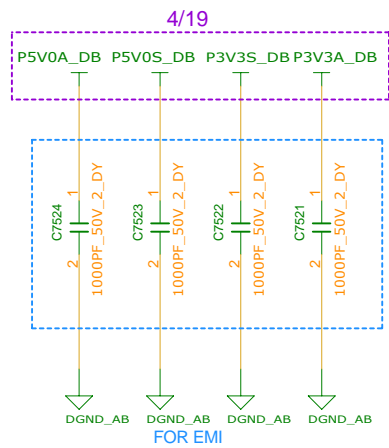 4/19
P5V0A_DB P5V0S_DB P3V3S_DB P3V3A_DB
1 1 1 1
C7524 1000PF_50V_2_DY C7523 1000PF_50V_2_DY C7522 1000PF_50V_2_DY C7521 1000PF_50V_2_DY
2 2 2 2
DGND_AB DGND_AB DGND_AB DGND_AB
FOR EMI